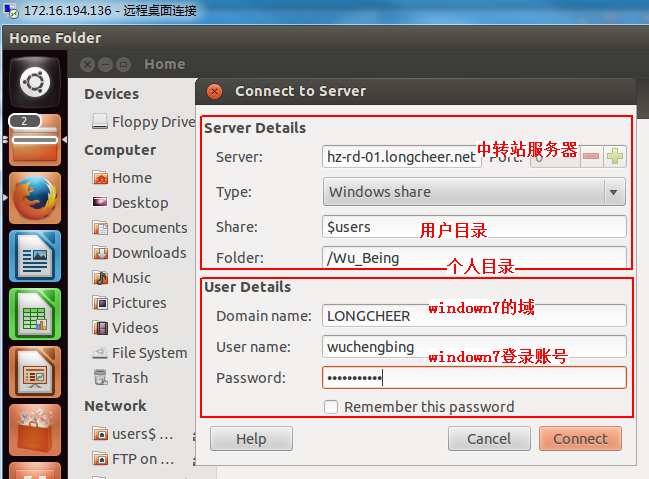 172.16.194.136 - 远程桌面连接
Home Folder
Home
Devices
Floppy Drive
Computer
Home
Desktop
Documents
Downloads
Music
Pictures
Videos
File System
Trash
Network
users$ ...
FTP on ...
2
Connect to Server
Server Details
Server: hz-rd-01.longcheer.net Port: 中转站服务器
Type: Windows share
Share: $users 用户目录
Folder: /Wu_Being 个人目录
User Details
Domain name: LONGCHEER windown7的域
User name: wuchengbing windown7登录账号
Password: •••••••••••
Remember this password
Help Cancel Connect